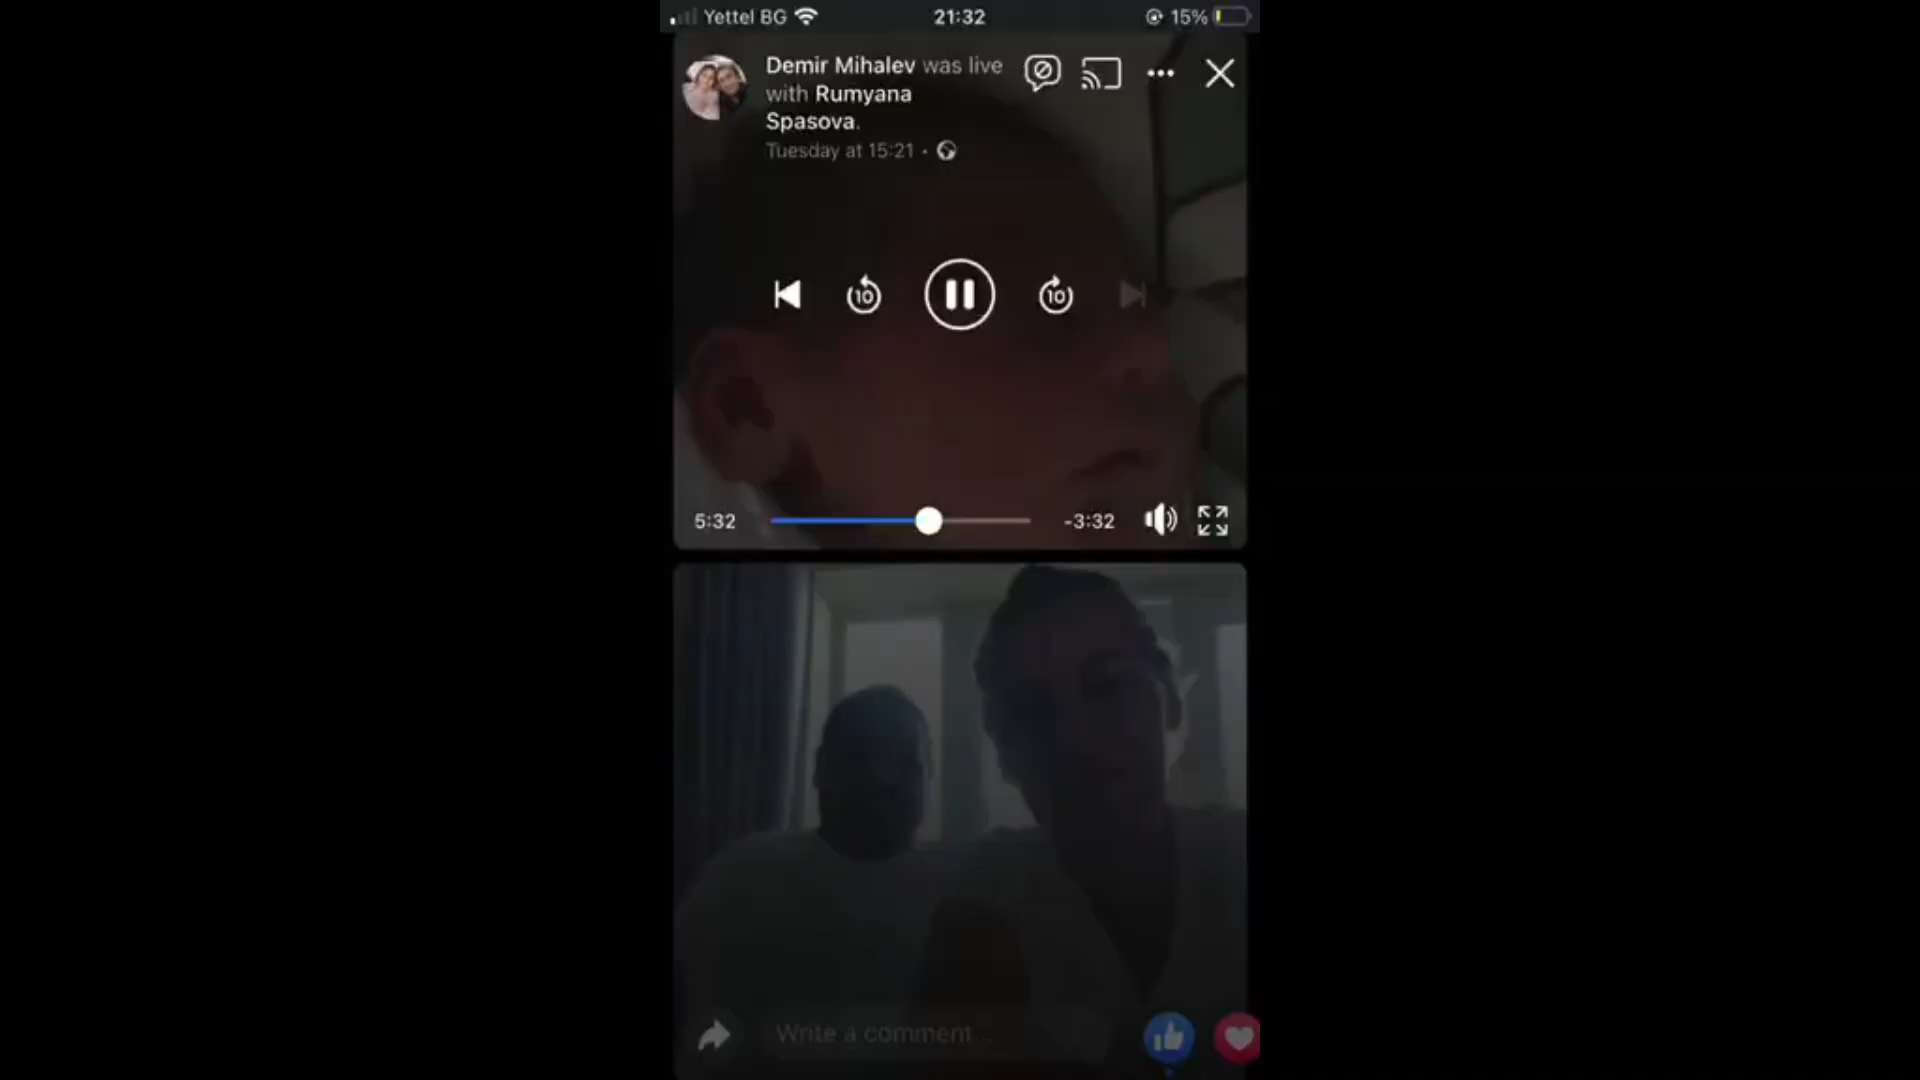 Yettel BG
21:32
15%
Demir Mihalev was live
with Rumyana
Spasova.
Tuesday at 15:21 ·
10
10
5:32
-3:32
Write a comment...